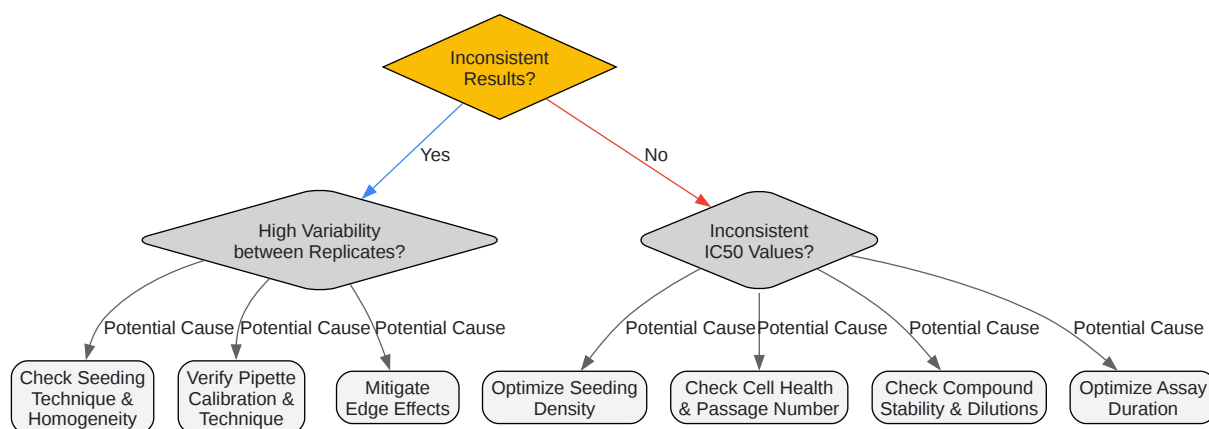 Inconsistent
Results?
Yes
No
High Variability
between Replicates?
Inconsistent
IC50 Values?
Potential Cause
Potential Cause
Potential Cause
Potential Cause
Potential Cause
Potential Cause
Potential Cause
Check Seeding
Technique &
Homogeneity
Verify Pipette
Calibration &
Technique
Mitigate
Edge Effects
Optimize Seeding
Density
Check Cell Health
& Passage Number
Check Compound
Stability & Dilutions
Optimize Assay
Duration